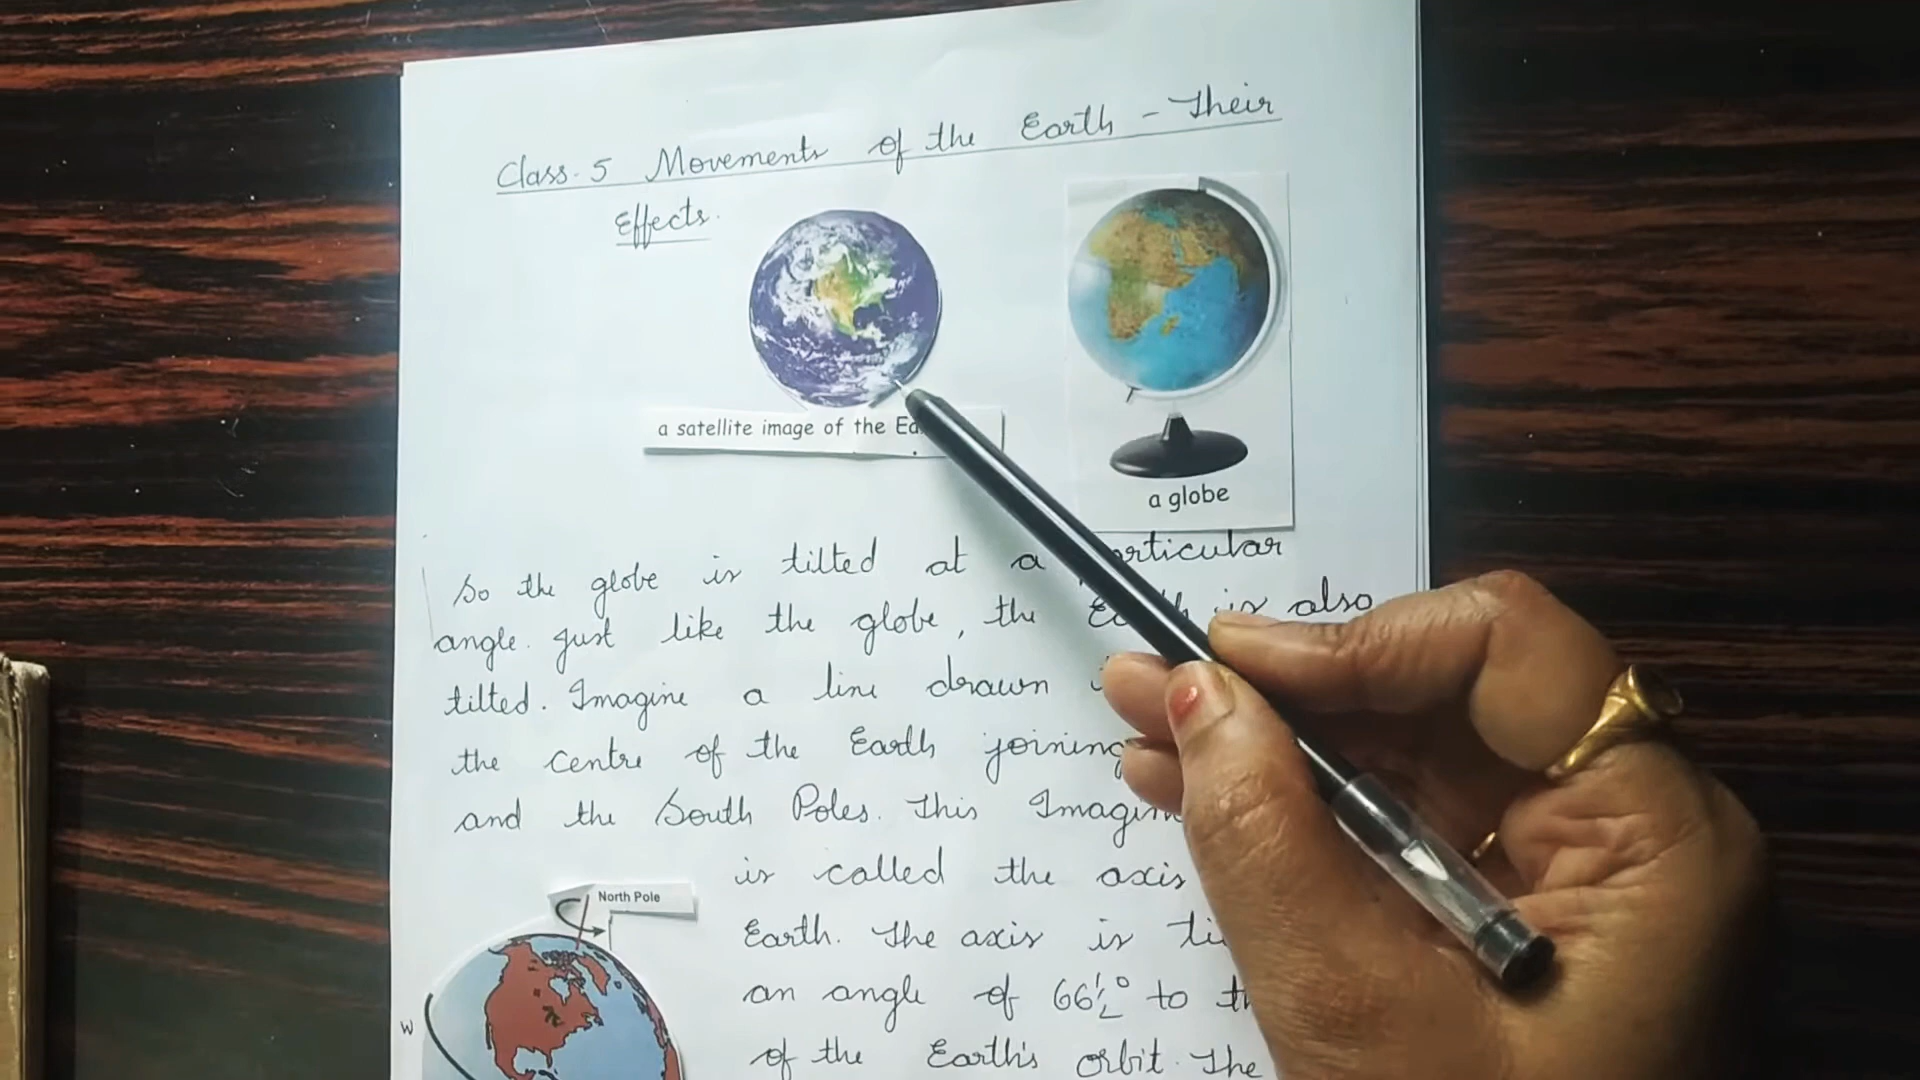 Class. 5 Movements of the Earth - Their
Effects.
a satellite image of the
a globe
So the globe is tilted at a
angle. Just like the globe, the is also
tilted. Imagine a line drawn
the centre of the Earth joining
and the South Poles. This
is called the axis
Earth. The axis is
an angle of 66½° to
of the Earth's orbit. The
North Pole
W